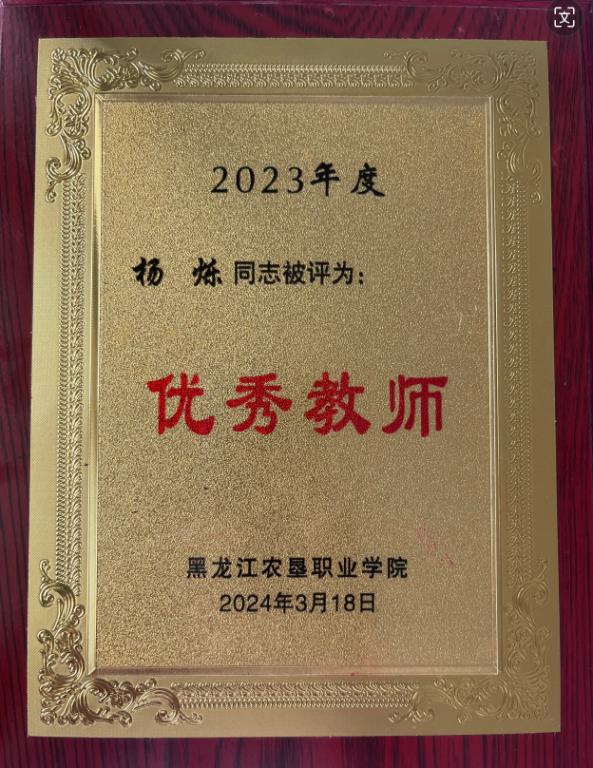 2023年度
杨 烁 同志被评为：
优秀教师
黑龙江农垦职业学院
2024年3月18日